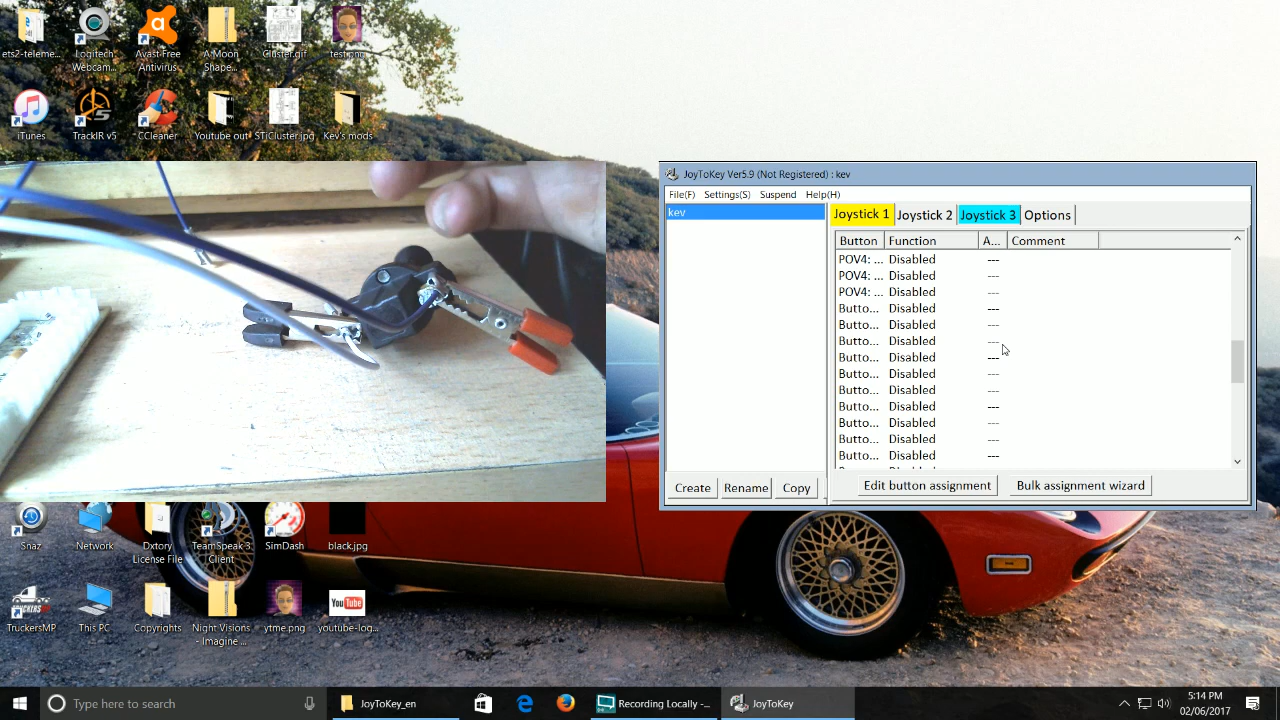 ets2-teleme...
Logitech Webcam...
Avast Free Antivirus
A Moon Shape...
Cluster.gif
test.png
iTunes
TrackIR v5
CCleaner
Youtube out
STiCluster.jpg
Kev's mods
JoyToKey Ver5.9 (Not Registered) : kev
File(F) Settings(S) Suspend Help(H)
kev
Joystick 1 Joystick 2 Joystick 3 Options
Button Function A... Comment
POV4: ... Disabled ---
POV4: ... Disabled ---
POV4: ... Disabled ---
Butto... Disabled ---
Butto... Disabled ---
Butto... Disabled ---
Butto... Disabled ---
Butto... Disabled ---
Butto... Disabled ---
Butto... Disabled ---
Butto... Disabled ---
Butto... Disabled ---
Butto... Disabled ---
Create Rename Copy
Edit button assignment Bulk assignment wizard
Snaz
Network
Dxtory License File
TeamSpeak 3 Client
SimDash
black.jpg
TruckersMP
This PC
Copyrights
Night Visions - Imagine ...
ytme.png
You Tube
youtube-log...
Type here to search
JoyToKey_en
Recording Locally -...
JoyToKey
5:14 PM
02/06/2017